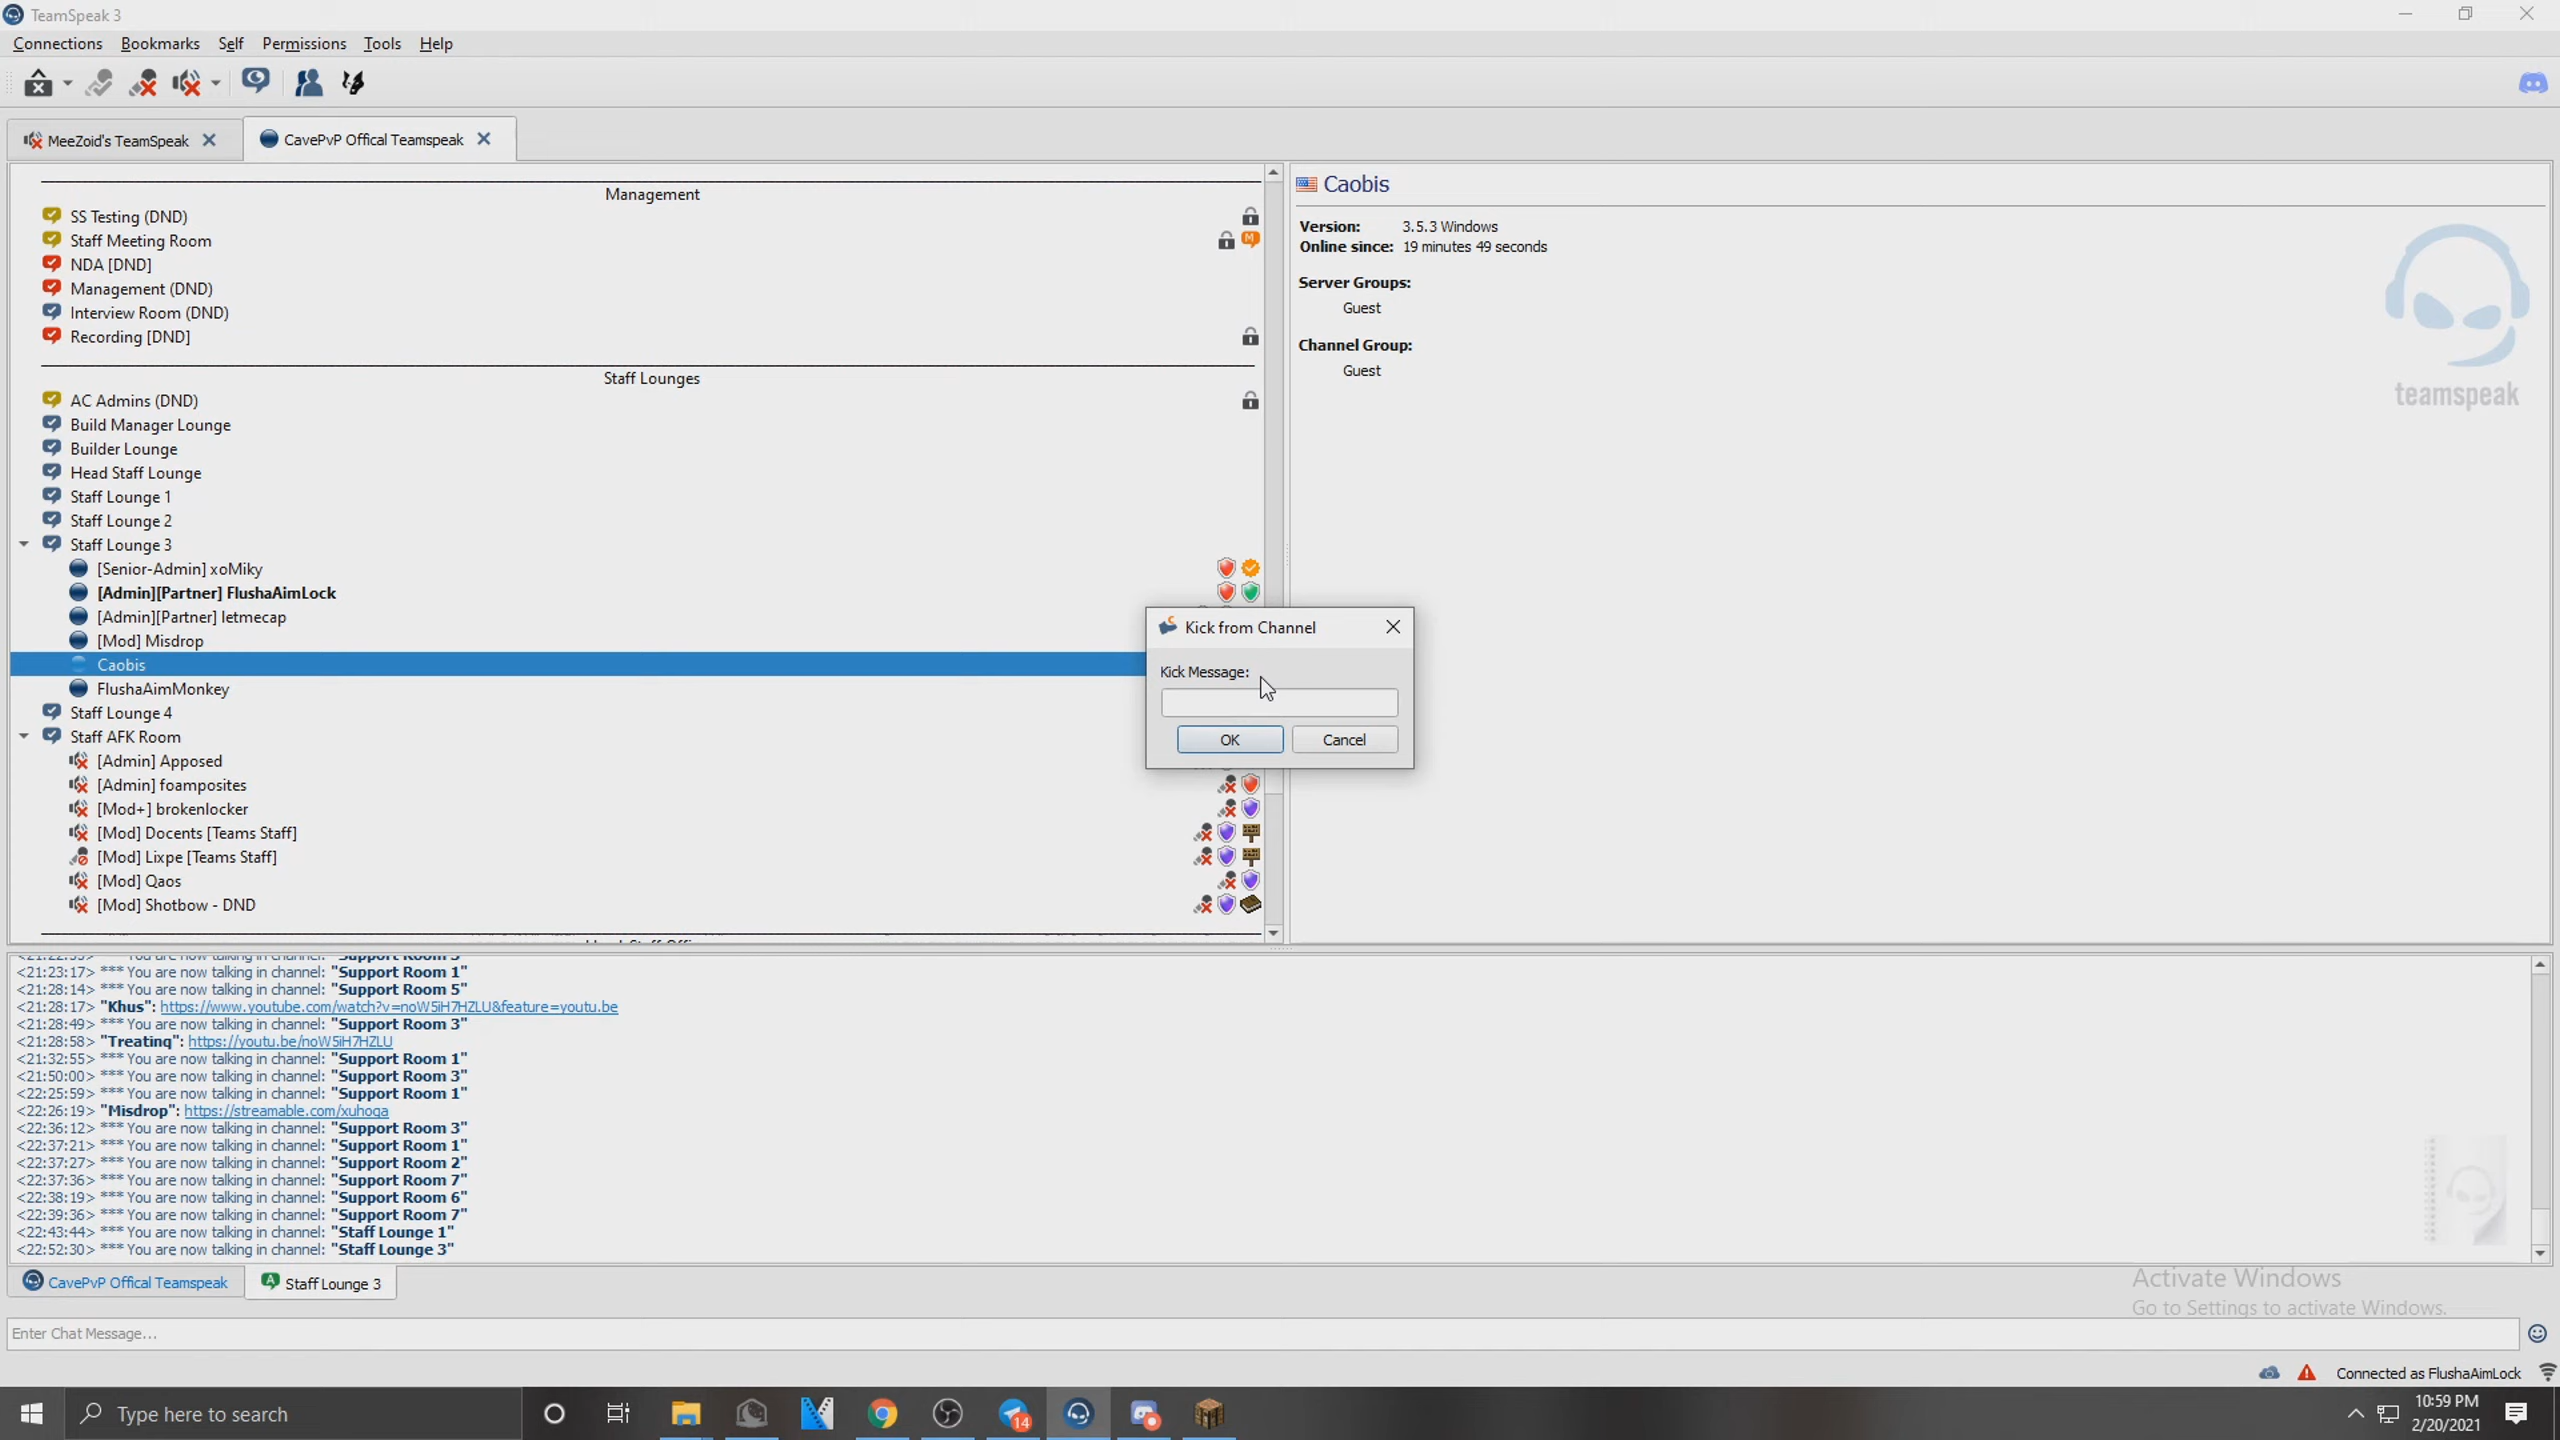 TeamSpeak 3
Connections Bookmarks Self Permissions Tools Help
MeeZoid's TeamSpeak
CavePvP Offical Teamspeak
Management
SS Testing (DND)
Staff Meeting Room
M
NDA [DND]
Management (DND)
Interview Room (DND)
Recording [DND]
Staff Lounges
AC Admins (DND)
Build Manager Lounge
Builder Lounge
Head Staff Lounge
Staff Lounge 1
Staff Lounge 2
Staff Lounge 3
[Senior-Admin] xoMiky
[Admin][Partner] FlushaAimLock
[Admin][Partner] letmecap
[Mod] Misdrop
Caobis
FlushaAimMonkey
Staff Lounge 4
Staff AFK Room
[Admin] Apposed
[Admin] foamposites
[Mod+] brokenlocker
[Mod] Docents [Teams Staff]
[Mod] Lixpe [Teams Staff]
[Mod] Qaos
[Mod] Shotbow - DND
Caobis
Version: 3.5.3 Windows
Online since: 19 minutes 49 seconds
Server Groups:
Guest
Channel Group:
Guest
teamspeak
Kick from Channel
Kick Message:
OK Cancel
<21:23:17> *** You are now talking in channel: "Support Room 1"
<21:28:14> *** You are now talking in channel: "Support Room 5"
<21:28:17> "Khus": https://www.youtube.com/watch?v=noW5iH7HZLU&feature=youtu.be
<21:28:49> *** You are now talking in channel: "Support Room 3"
<21:28:58> "Treating": https://youtu.be/noW5iH7HZLU
<21:32:55> *** You are now talking in channel: "Support Room 1"
<21:50:00> *** You are now talking in channel: "Support Room 3"
<22:25:59> *** You are now talking in channel: "Support Room 1"
<22:26:19> "Misdrop": https://streamable.com/xuhoga
<22:36:12> *** You are now talking in channel: "Support Room 3"
<22:37:21> *** You are now talking in channel: "Support Room 1"
<22:37:27> *** You are now talking in channel: "Support Room 2"
<22:37:36> *** You are now talking in channel: "Support Room 7"
<22:38:19> *** You are now talking in channel: "Support Room 6"
<22:39:36> *** You are now talking in channel: "Support Room 7"
<22:43:44> *** You are now talking in channel: "Staff Lounge 1"
<22:52:30> *** You are now talking in channel: "Staff Lounge 3"
CavePvP Offical Teamspeak
A Staff Lounge 3
Activate Windows
Go to Settings to activate Windows.
Enter Chat Message...
Connected as FlushaAimLock
Type here to search
14
10:59 PM
2/20/2021